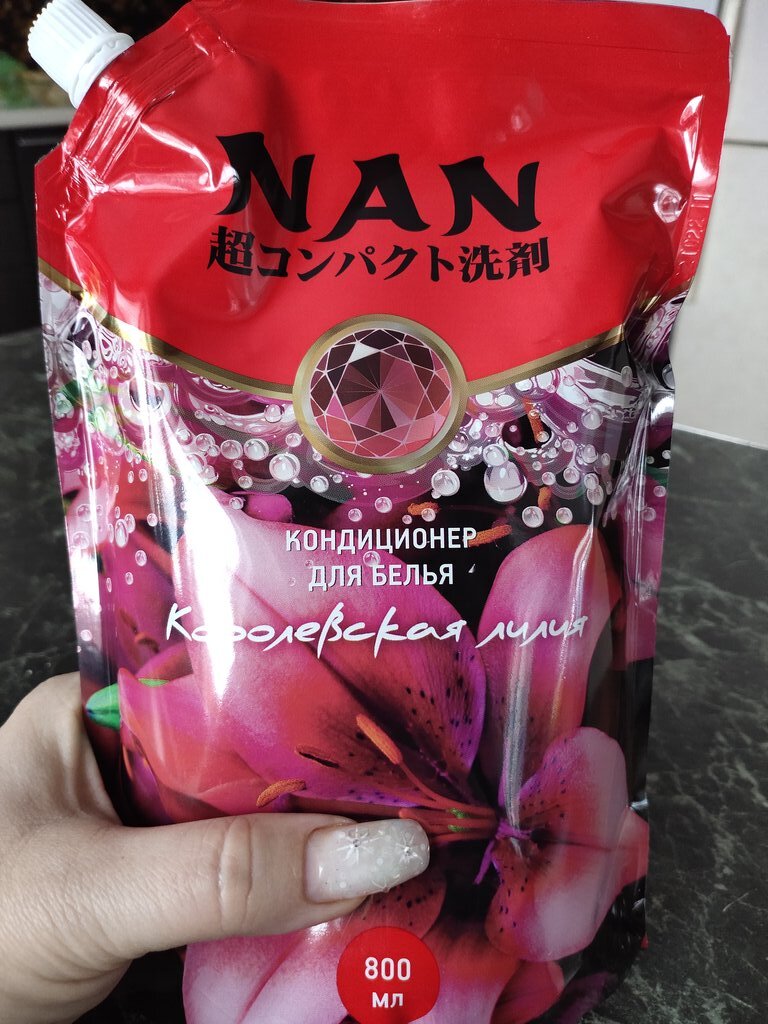 NAN
超コンパクト洗剤
КОНДИЦИОНЕР
ДЛЯ БЕЛЬЯ
Королевская лилия
800
мл